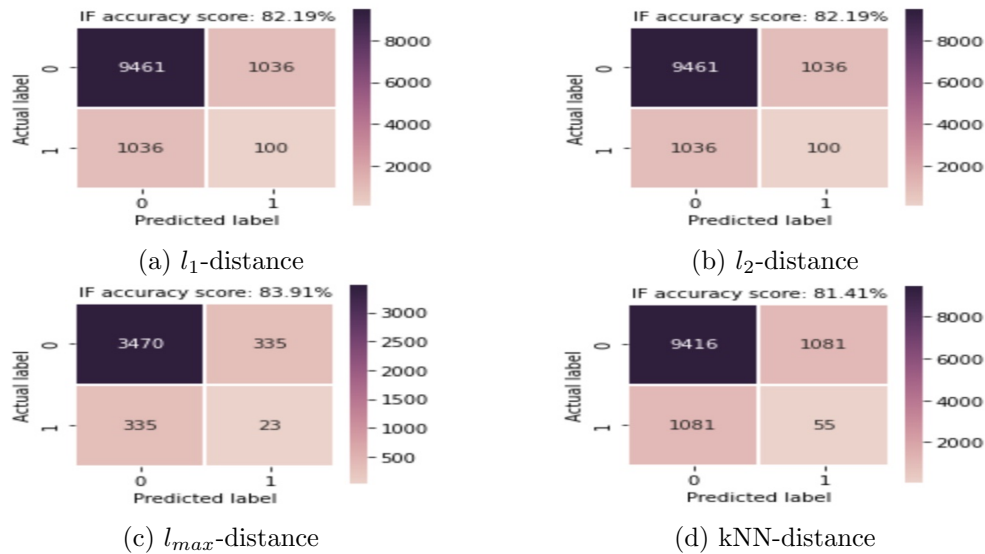 IF accuracy score: 82.19%
Actual label
0
1
9461 1036
1036 100
8000
6000
4000
2000
0 1
Predicted label
(a) l1-distance
IF accuracy score: 82.19%
Actual label
0
1
9461 1036
1036 100
8000
6000
4000
2000
0 1
Predicted label
(b) l2-distance
IF accuracy score: 83.91%
Actual label
0
1
3470 335
335 23
3000
2500
2000
1500
1000
500
0 1
Predicted label
(c) lmax-distance
IF accuracy score: 81.41%
Actual label
0
1
9416 1081
1081 55
8000
6000
4000
2000
0 1
Predicted label
(d) kNN-distance